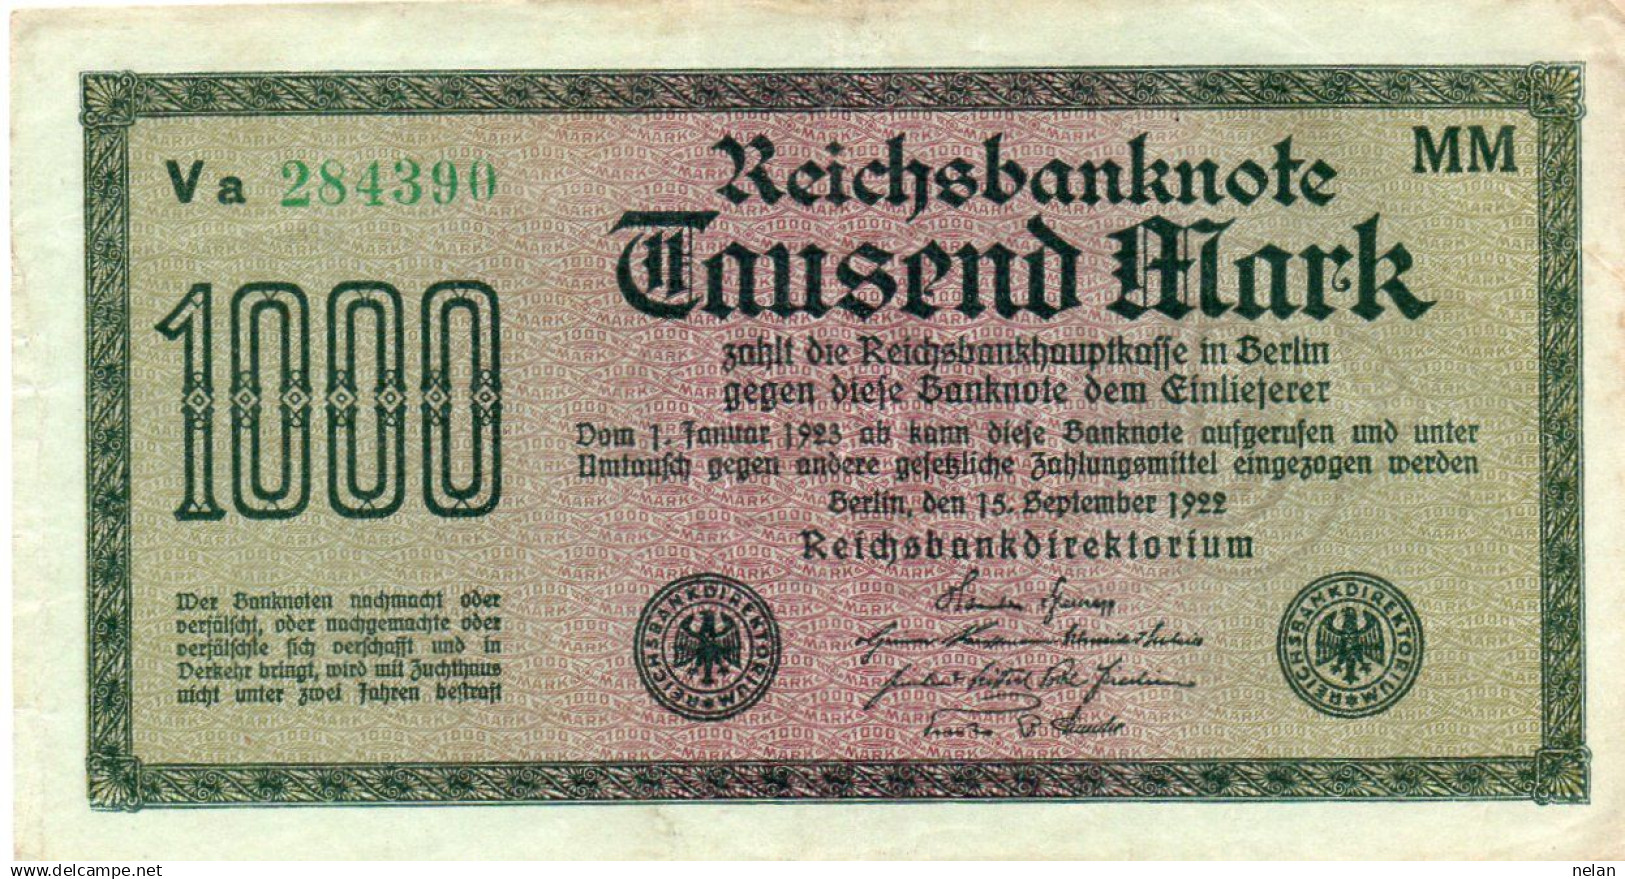 Va 284390
MM
Reichsbanknote
Tausend Mark
1000
zahlt die Reichsbankhauptkasse in Berlin
gegen diese Banknote dem Einlieferer
Vom 1. Januar 1923 ab kann diese Banknote aufgerufen und unter
Umtausch gegen andere gesetzliche Zahlungsmittel eingezogen werden
Berlin, den 15. September 1922
Reichsbankdirektorium
Wer Banknoten nachmacht oder
verfälscht, oder nachgemachte oder
verfälschte sich verschafft und in
Verkehr bringt, wird mit Zuchthaus
nicht unter zwei Jahren bestraft
REICHSBANKDIREKTORIUM
REICHSBANKDIREKTORIUM
www.delcampe.net
nelan